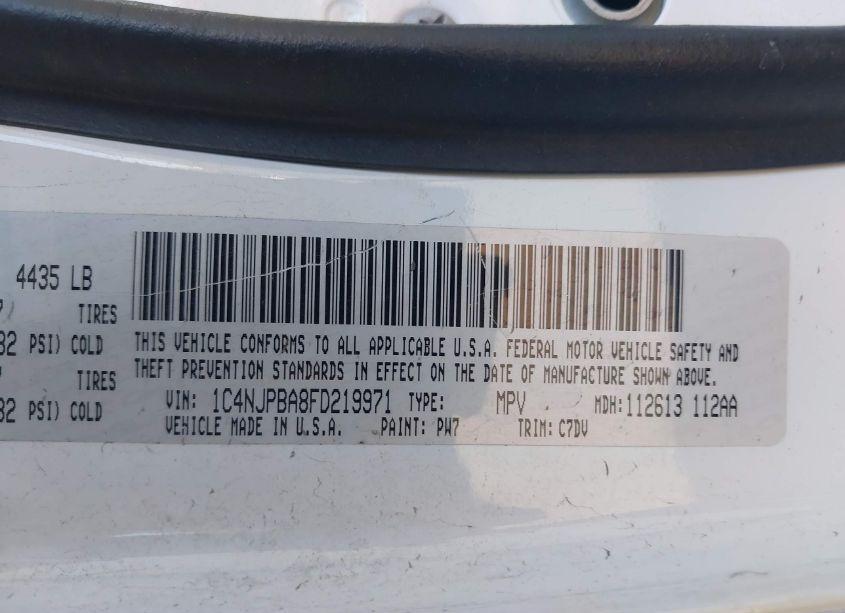 4435 LB
TIRES
32 PSI) COLD
TIRES
32 PSI) COLD
THIS VEHICLE CONFORMS TO ALL APPLICABLE U.S.A. FEDERAL MOTOR VEHICLE SAFETY AND
THEFT PREVENTION STANDARDS IN EFFECT ON THE DATE OF MANUFACTURE SHOWN ABOVE.
VIN: 1C4NJPBA8FD219971 TYPE: MPV MDH:112613 112AA
VEHICLE MADE IN U.S.A. PAINT: PW7 TRIM: C7DV